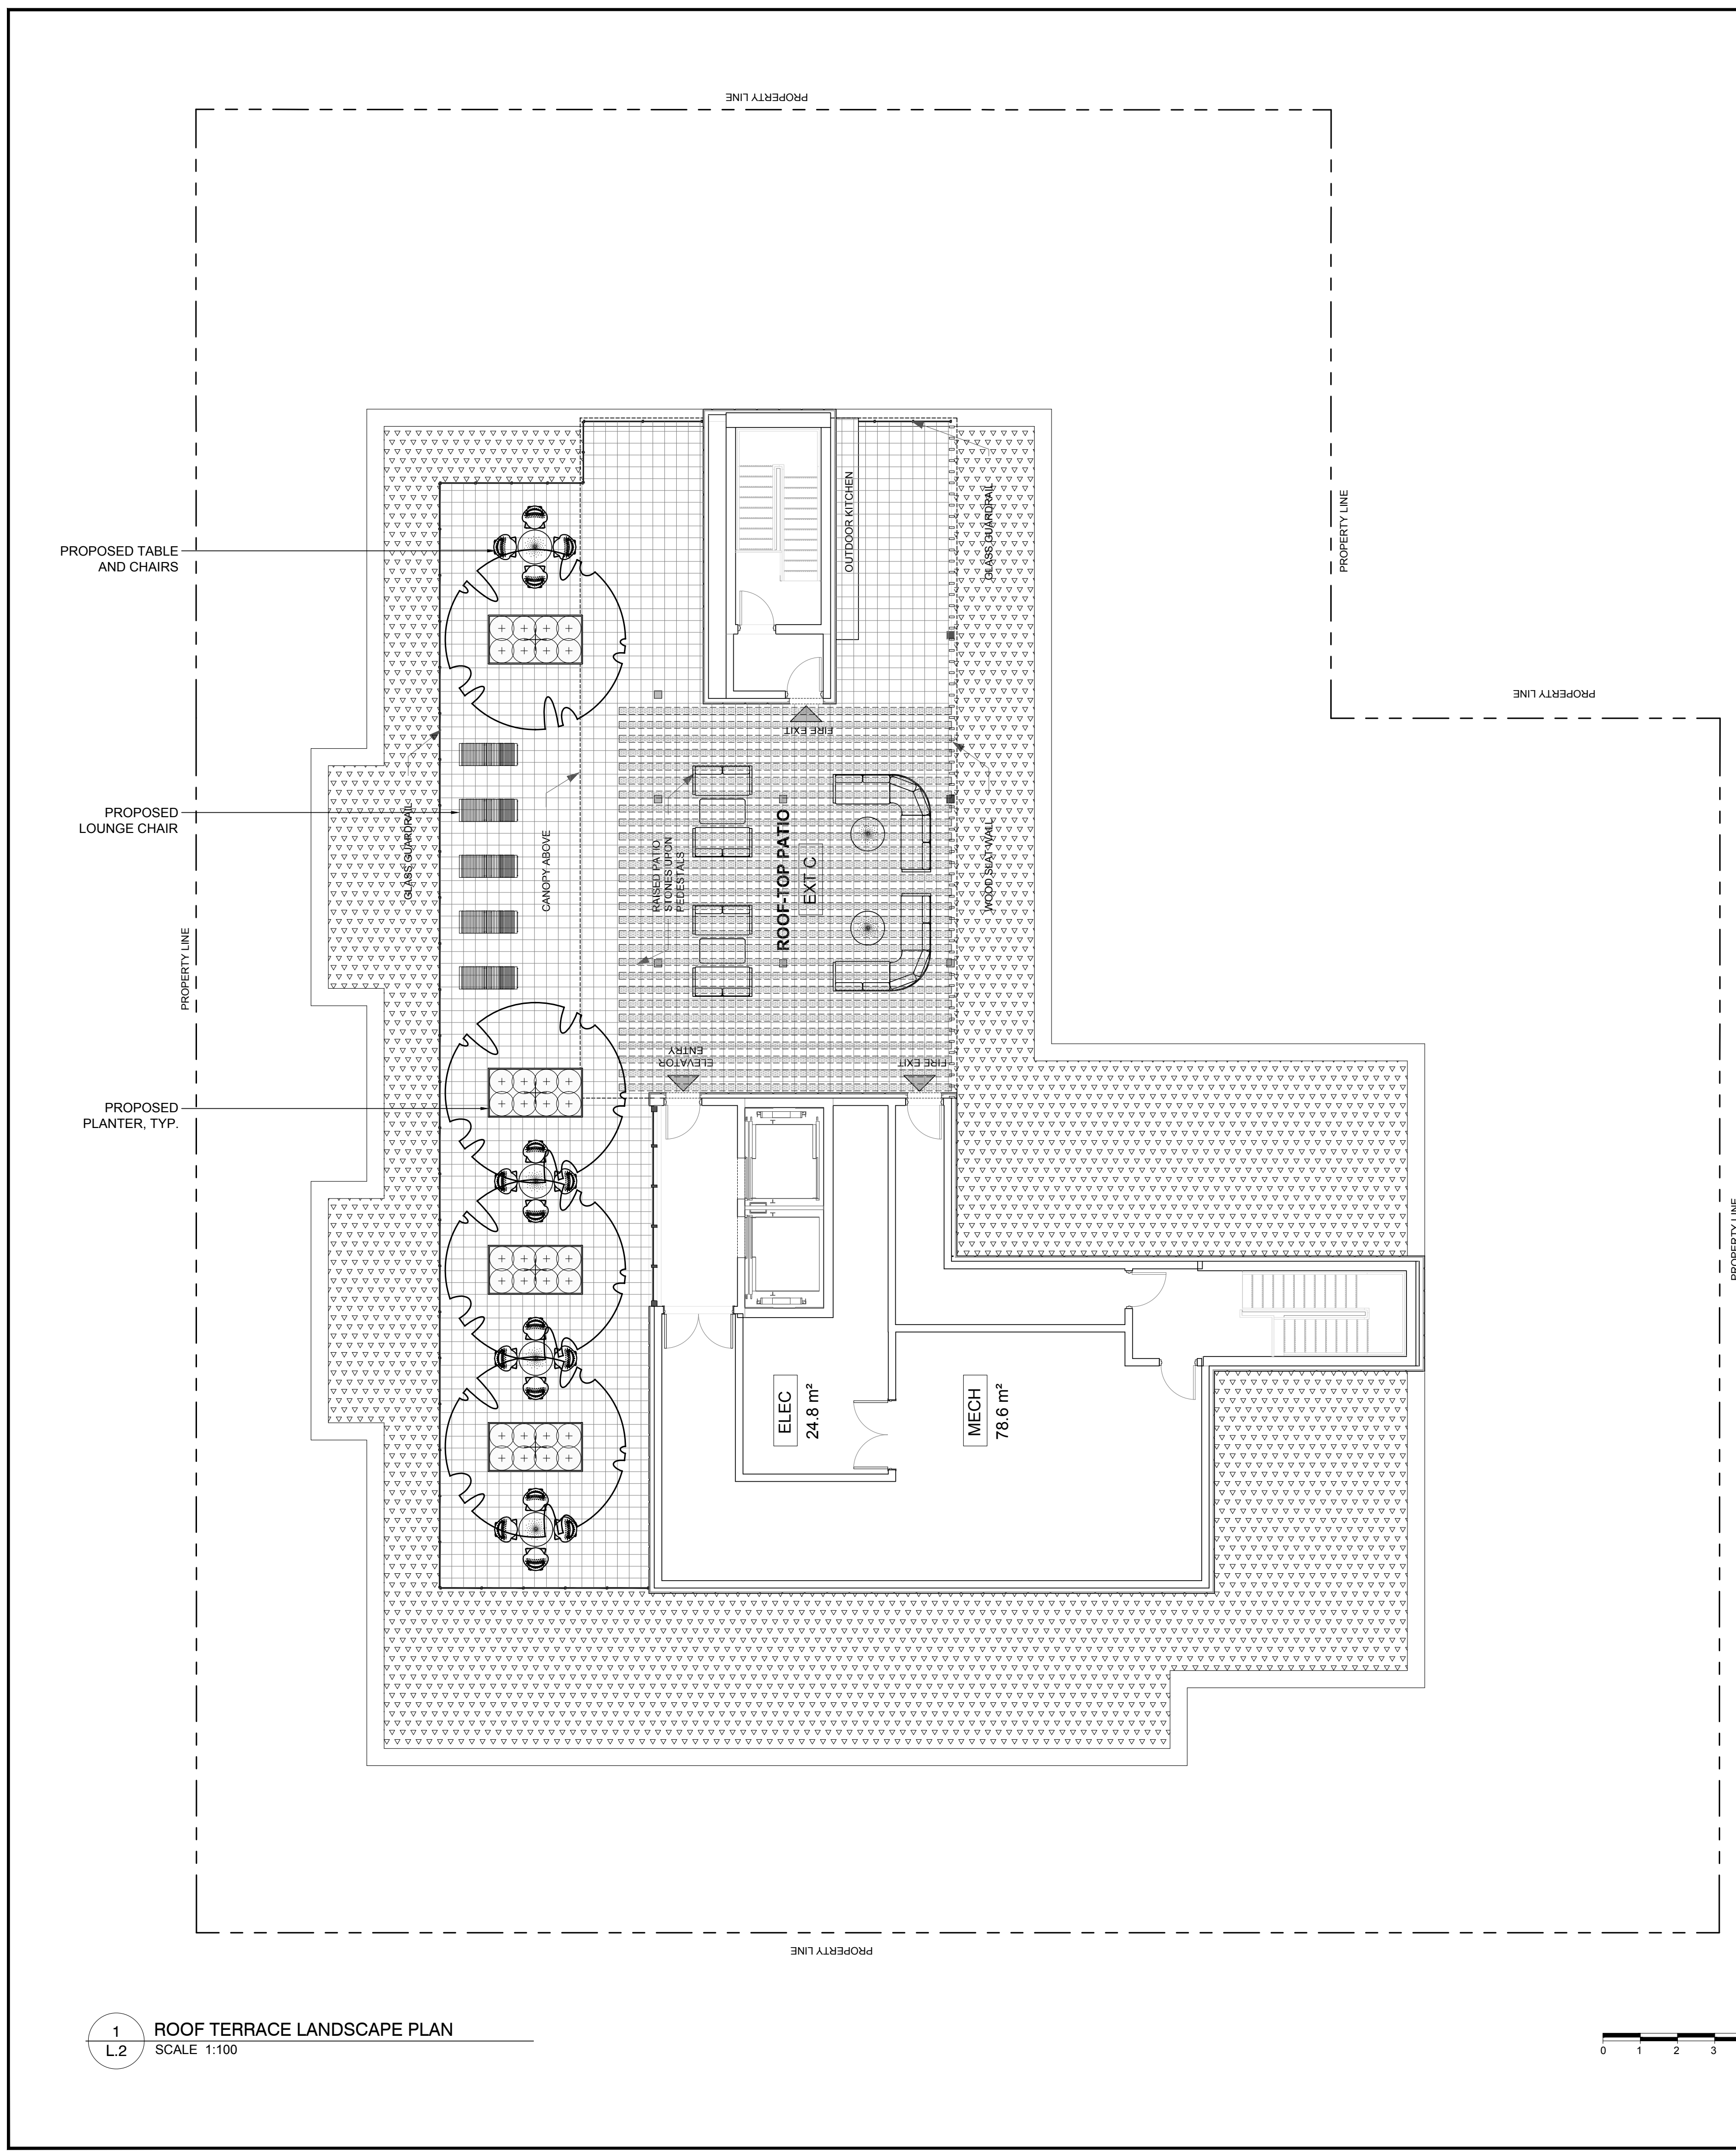 PROPERTY LINE
PROPERTY LINE
PROPERTY LINE
PROPOSED TABLE
AND CHAIRS
OUTDOOR KITCHEN
GLASS GUARDRAIL
FIRE EXIT
PROPOSED
LOUNGE CHAIR
GLASS GUARDRAIL
CANOPY ABOVE
RAISED PATIO
STONES UPON
PEDESTALS
ROOF-TOP PATIO
EXT C
WOOD SLAT WALL
PROPERTY LINE
ELEVATOR
ENTRY
FIRE EXIT
PROPOSED
PLANTER, TYP.
PROPERTY LINE
ELEC
24.8 m²
MECH
78.6 m²
PROPERTY LINE
1
L.2
ROOF TERRACE LANDSCAPE PLAN
SCALE 1:100
0 1 2 3